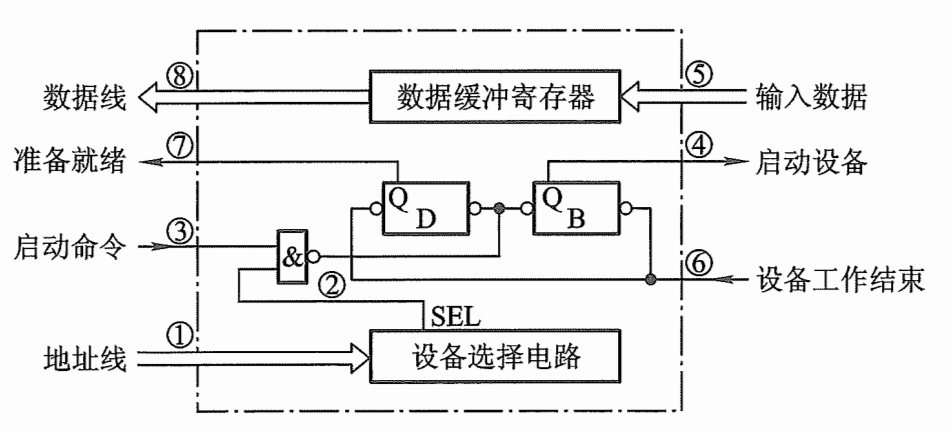 数据线 ⑧ 数据缓冲寄存器 ⑤ 输入数据
准备就绪 ⑦ ④ 启动设备
Q D Q B
启动命令 ③ &
② ⑥ 设备工作结束
SEL
地址线 ① 设备选择电路